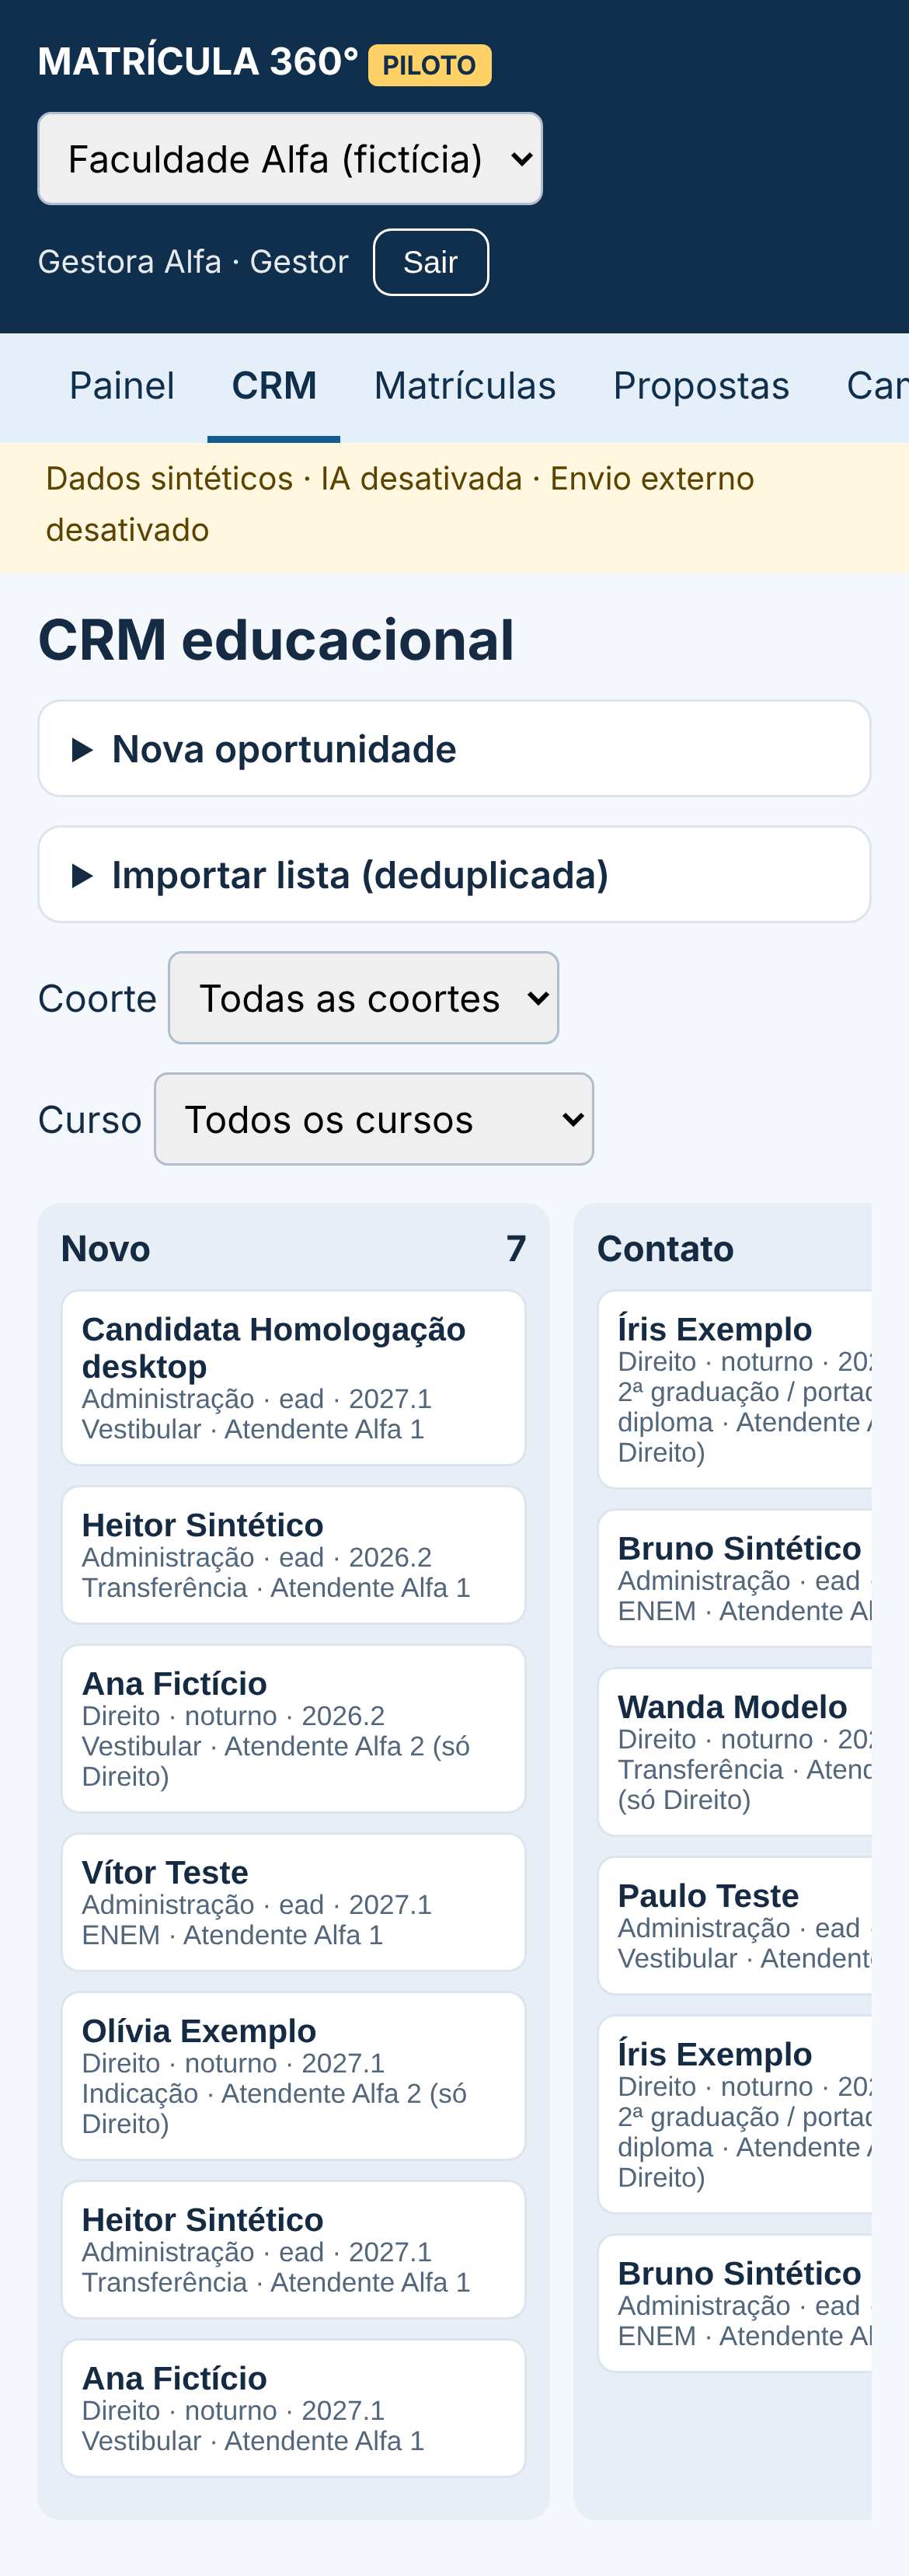 MATRÍCULA 360° PILOTO
Faculdade Alfa (fictícia)
Gestora Alfa · Gestor Sair
Painel CRM Matrículas Propostas
Dados sintéticos · IA desativada · Envio externo
desativado
CRM educacional
Nova oportunidade
Importar lista (deduplicada)
Coorte Todas as coortes
Curso Todos os cursos
Novo 7
Candidata Homologação
desktop
Administração · ead · 2027.1
Vestibular · Atendente Alfa 1
Heitor Sintético
Administração · ead · 2026.2
Transferência · Atendente Alfa 1
Ana Fictício
Direito · noturno · 2026.2
Vestibular · Atendente Alfa 2 (só
Direito)
Vítor Teste
Administração · ead · 2027.1
ENEM · Atendente Alfa 1
Olívia Exemplo
Direito · noturno · 2027.1
Indicação · Atendente Alfa 2 (só
Direito)
Heitor Sintético
Administração · ead · 2027.1
Transferência · Atendente Alfa 1
Ana Fictício
Direito · noturno · 2027.1
Vestibular · Atendente Alfa 1
Contato
Íris Exemplo
Direito · noturno ·
2ª graduação /
diploma · Atendente
Direito)
Bruno Sintético
Administração · ead
ENEM · Atendente
Wanda Modelo
Direito · noturno ·
Transferência ·
(só Direito)
Paulo Teste
Administração · ead
Vestibular ·
Íris Exemplo
Direito · noturno ·
2ª graduação /
diploma · Atendente
Direito)
Bruno Sintético
Administração · ead
ENEM · Atendente